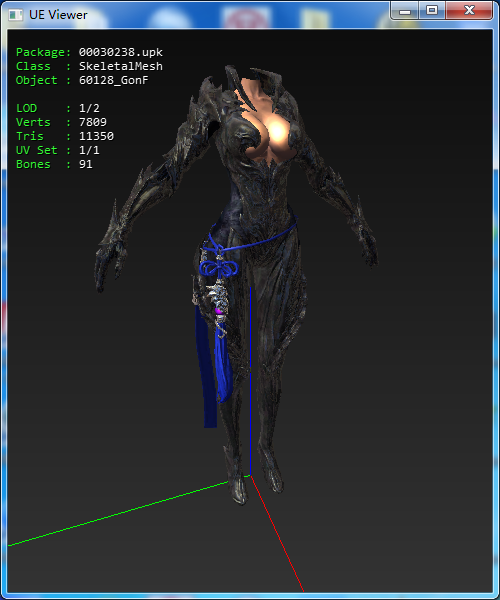 UE Viewer
Package: 00030238.upk
Class : SkeletalMesh
Object : 60128_GonF
LOD : 1/2
Verts : 7809
Tris : 11350
UV Set : 1/1
Bones : 91